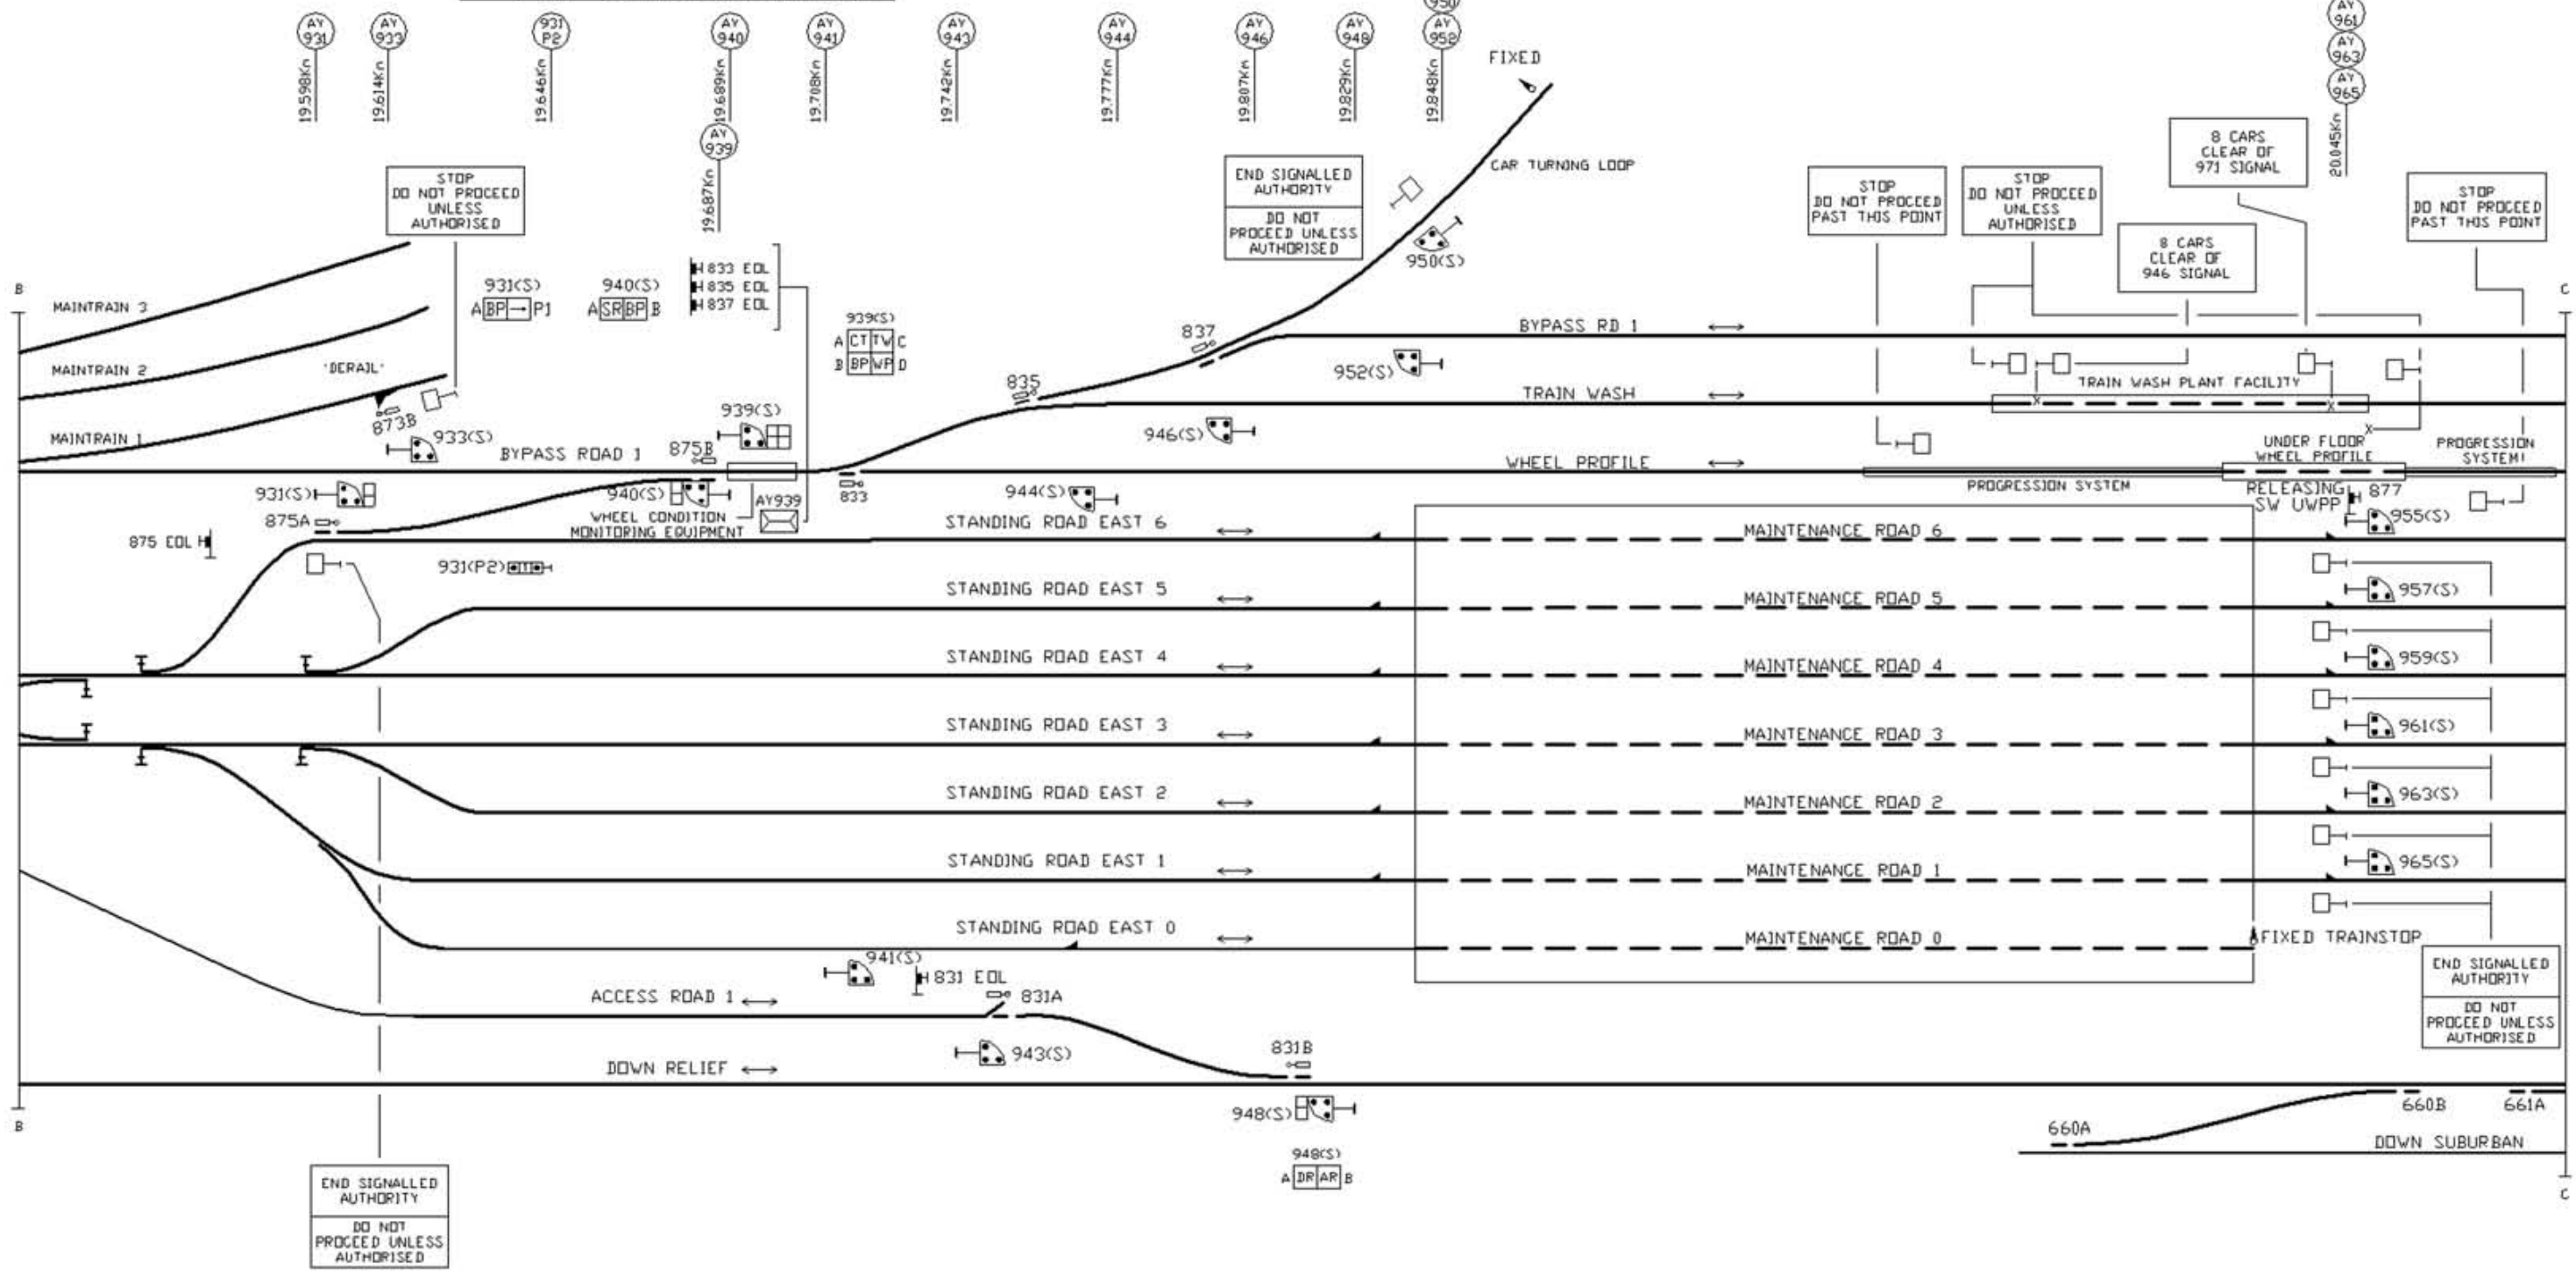 AY
931
19.598Km
AY
933
19.614Km
931
P2
19.646Km
AY
940
19.689Km
AY
939
19.687Km
AY
941
19.708Km
AY
943
19.742Km
AY
944
19.777Km
AY
946
19.807Km
AY
948
19.829Km
950
AY
952
19.848Km
AY
961
AY
963
AY
965
20.045Km
FIXED
CAR TURNING LOOP
STOP
DO NOT PROCEED
UNLESS
AUTHORISED
END SIGNALLED
AUTHORITY
DO NOT
PROCEED UNLESS
AUTHORISED
STOP
DO NOT PROCEED
PAST THIS POINT
STOP
DO NOT PROCEED
UNLESS
AUTHORISED
8 CARS
CLEAR OF
971 SIGNAL
8 CARS
CLEAR OF
946 SIGNAL
STOP
DO NOT PROCEED
PAST THIS POINT
B
C
MAINTRAIN 3
MAINTRAIN 2
MAINTRAIN 1
'DERAIL'
873B
933(S)
931(S)
A BP → P1
940(S)
A SR BP B
833 EOL
835 EOL
837 EOL
939(S)
A CT TW C
B BP WP D
950(S)
837
BYPASS RD 1
952(S)
835
TRAIN WASH
TRAIN WASH PLANT FACILITY
X
X
939(S)
946(S)
BYPASS ROAD 1
875B
WHEEL PROFILE
X
UNDER FLOOR
WHEEL PROFILE
PROGRESSION
SYSTEM1
931(S)
940(S)
AY939
833
944(S)
PROGRESSION SYSTEM
RELEASING
SW UWPP
877
875A
WHEEL CONDITION
MONITORING EQUIPMENT
STANDING ROAD EAST 6
MAINTENANCE ROAD 6
955(S)
875 EOL
931(P2)
STANDING ROAD EAST 5
MAINTENANCE ROAD 5
957(S)
STANDING ROAD EAST 4
MAINTENANCE ROAD 4
959(S)
STANDING ROAD EAST 3
MAINTENANCE ROAD 3
961(S)
STANDING ROAD EAST 2
MAINTENANCE ROAD 2
963(S)
STANDING ROAD EAST 1
MAINTENANCE ROAD 1
965(S)
STANDING ROAD EAST 0
MAINTENANCE ROAD 0
FIXED TRAINSTOP
941(S)
831 EOL
ACCESS ROAD 1
831A
END SIGNALLED
AUTHORITY
DO NOT
PROCEED UNLESS
AUTHORISED
943(S)
DOWN RELIEF
831B
948(S)
B
660B
661A
660A
DOWN SUBURBAN
948(S)
A DR AR B
C
END SIGNALLED
AUTHORITY
DO NOT
PROCEED UNLESS
AUTHORISED